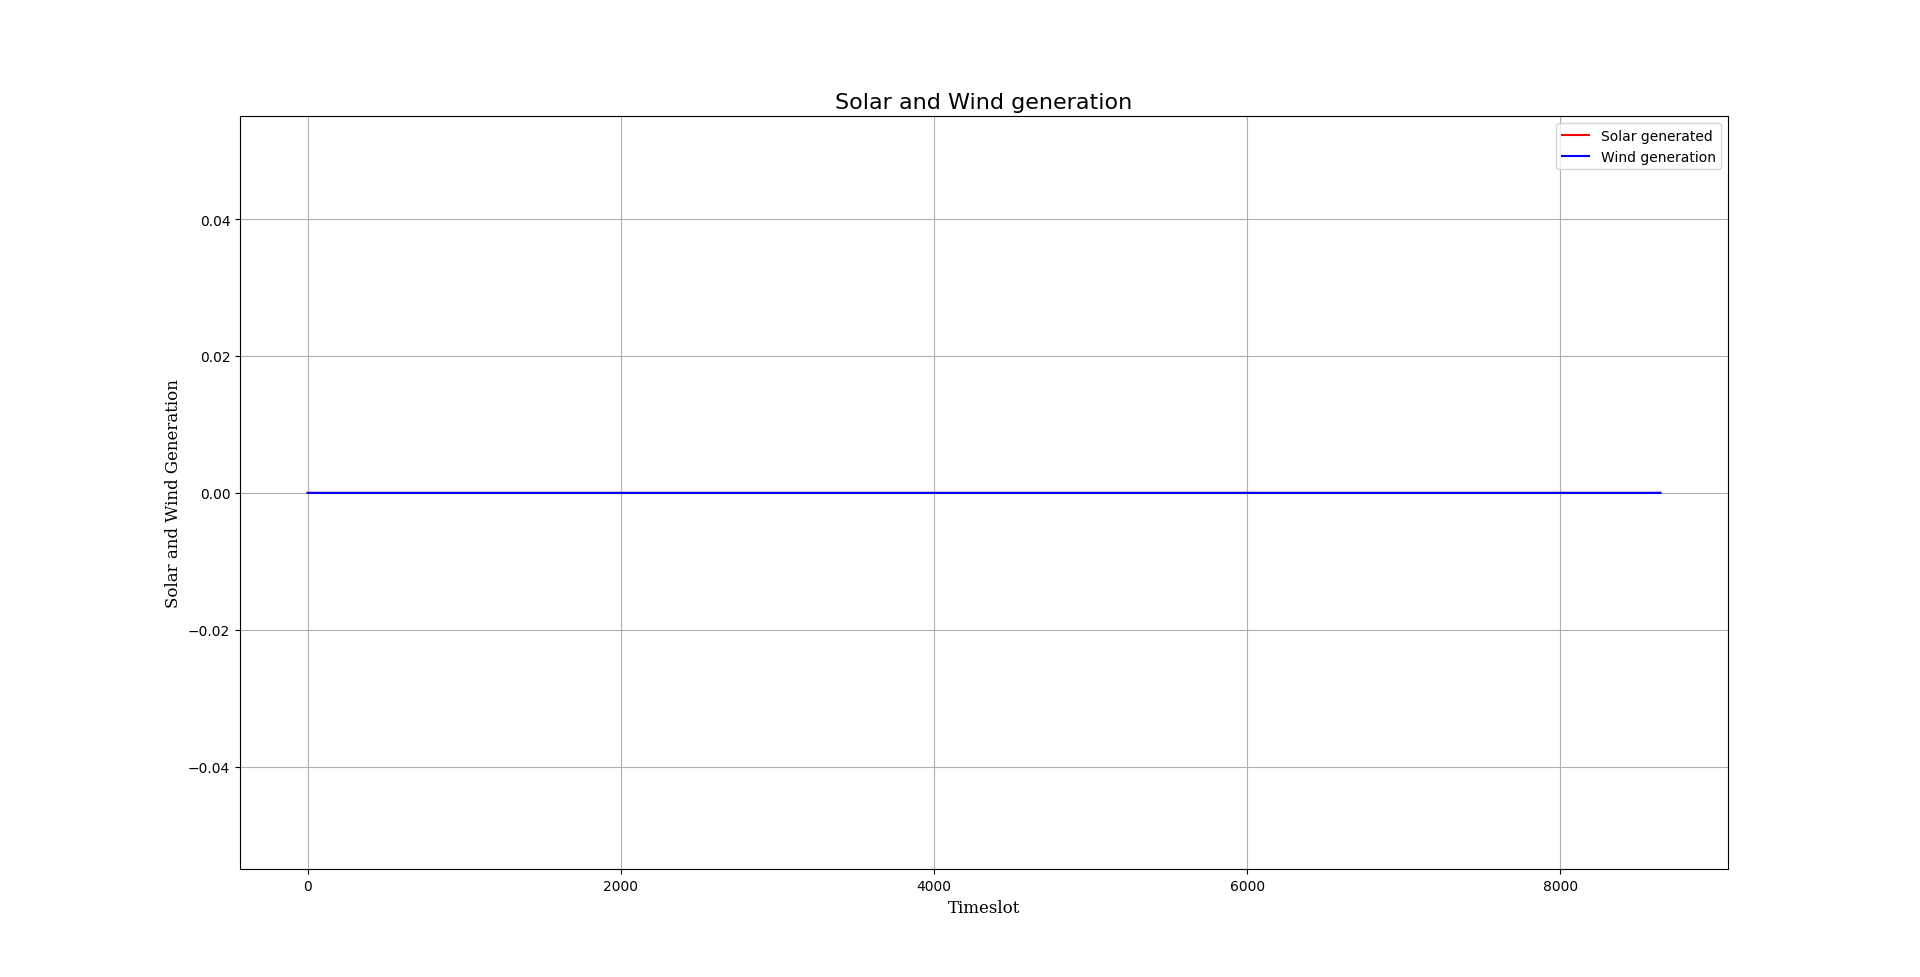 Solar and Wind generation
Solar generated
Wind generation
0.04
0.02
0.00
−0.02
−0.04
Solar and Wind Generation
0 2000 4000 6000 8000
Timeslot